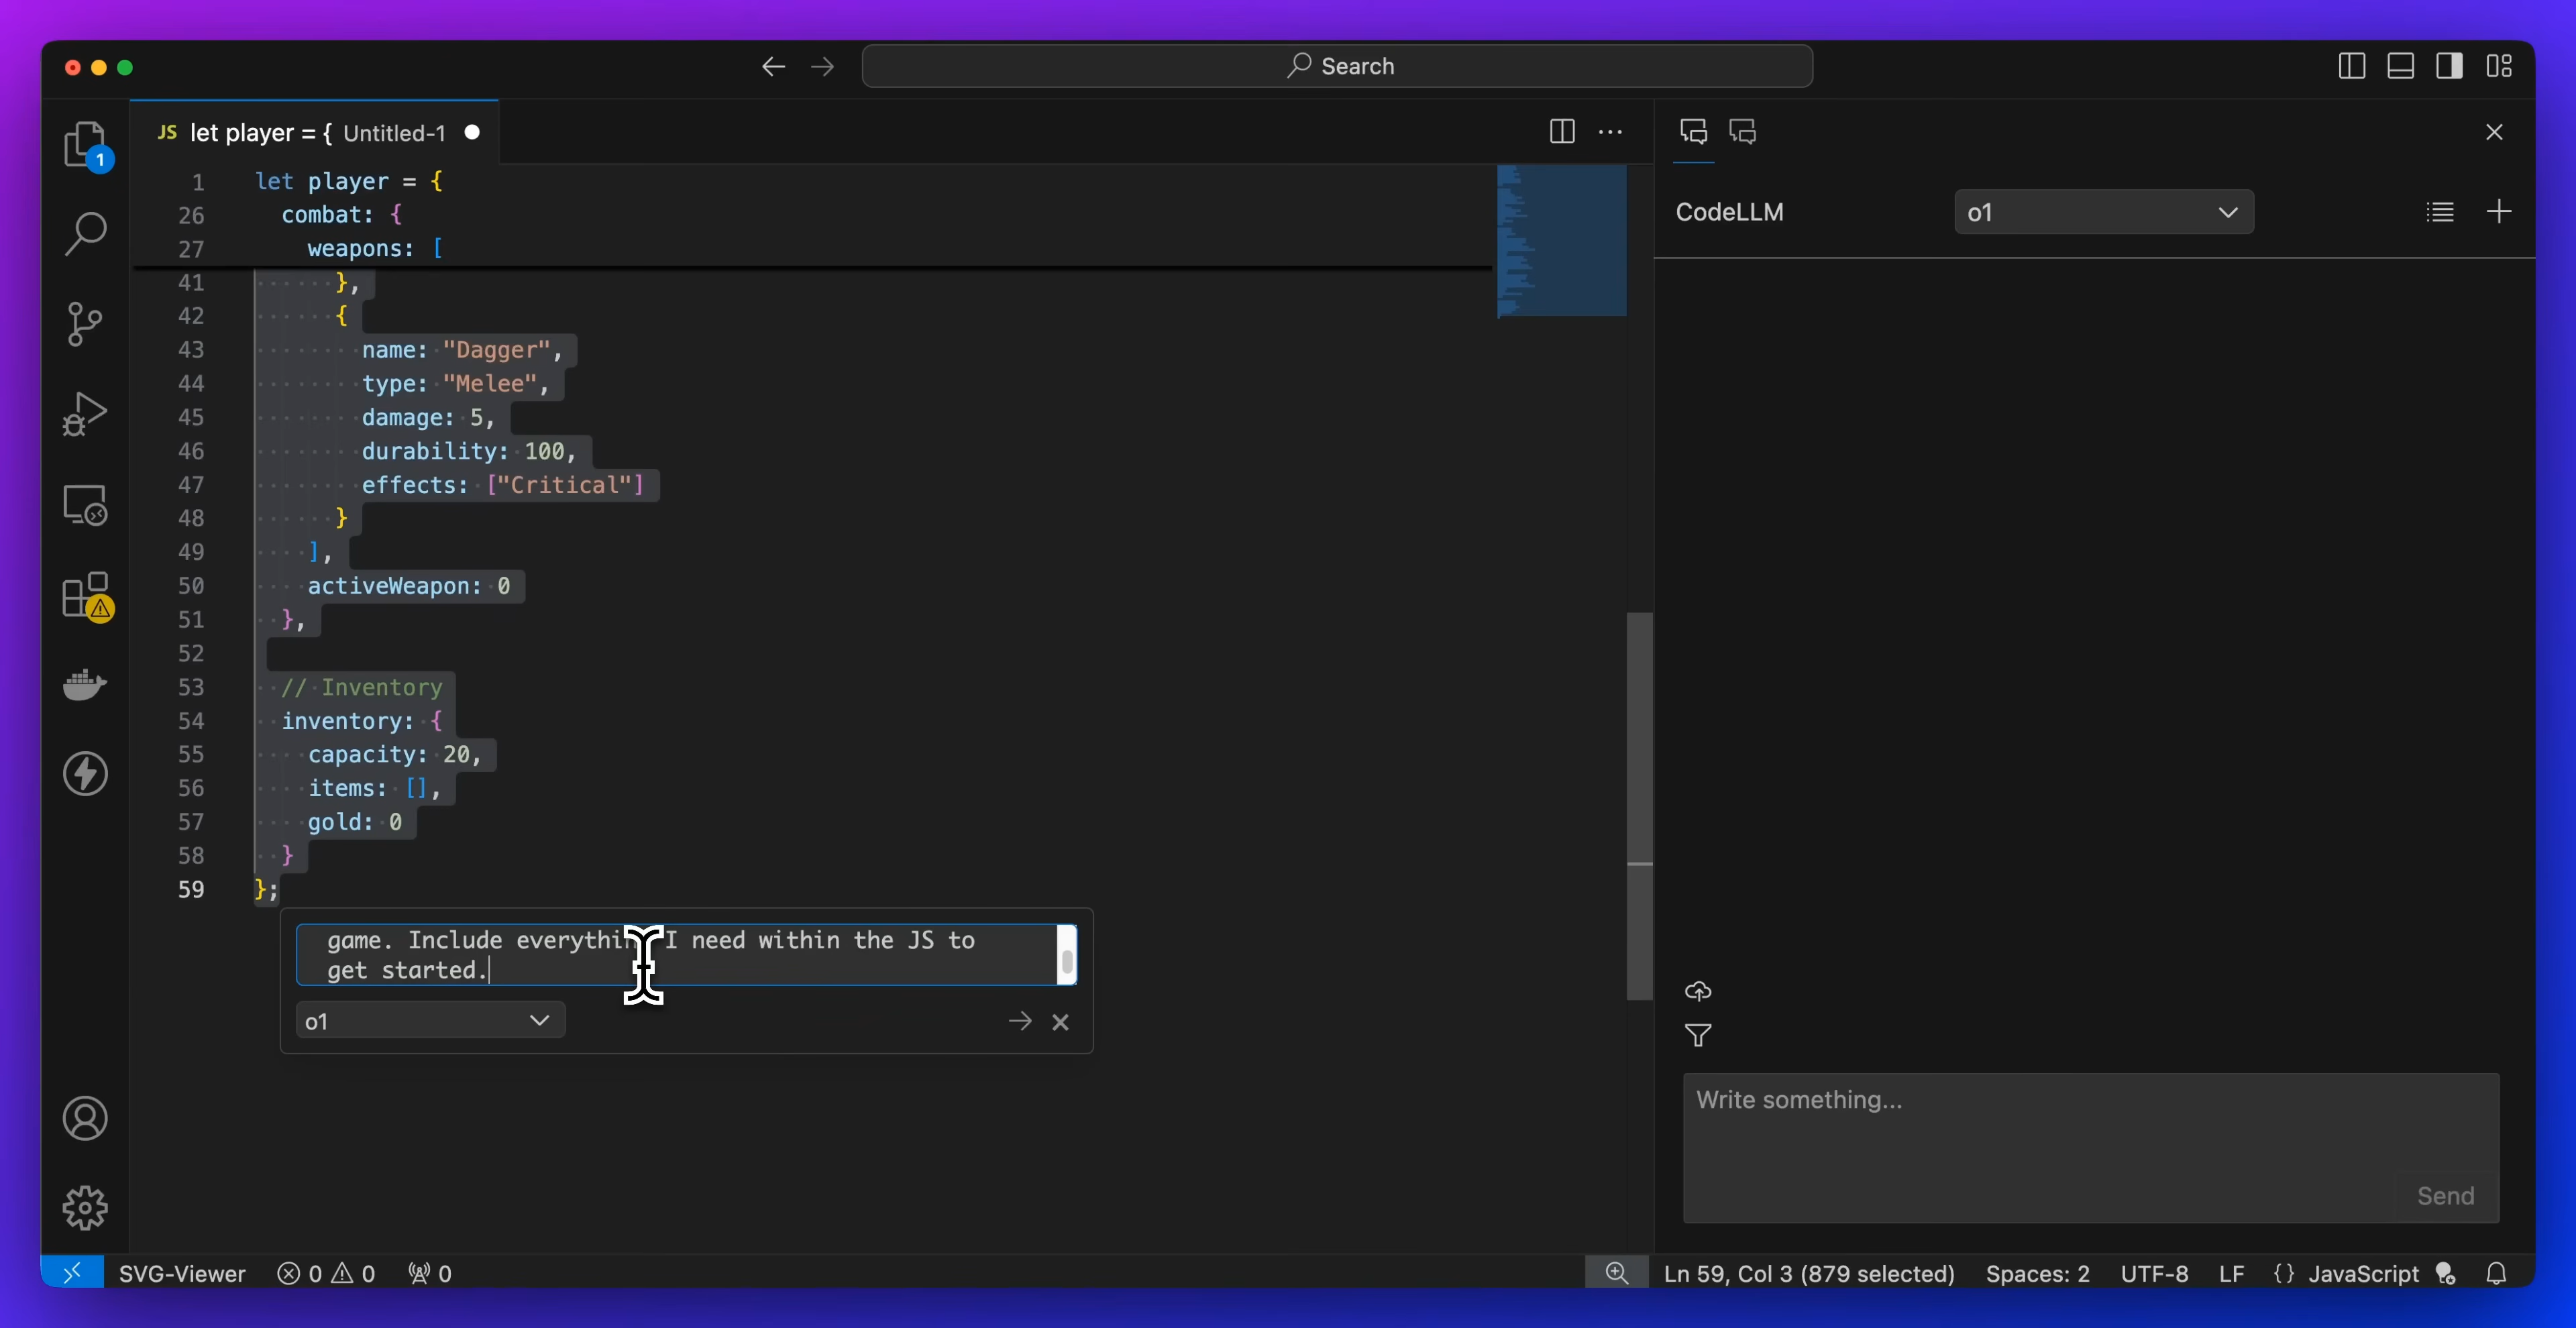 Search
JS let player = { Untitled-1
1 let player = {
26 combat: {
27 weapons: [
41 },
42 {
43 name: "Dagger",
44 type: "Melee",
45 damage: 5,
46 durability: 100,
47 effects: ["Critical"]
48 }
49 ],
50 activeWeapon: 0
51 },
52
53 // Inventory
54 inventory: {
55 capacity: 20,
56 items: [],
57 gold: 0
58 }
59 };
game. Include everything I need within the JS to
get started.
o1
1
CodeLLM
o1
Write something...
Send
SVG-Viewer 0 0 0 Ln 59, Col 3 (879 selected) Spaces: 2 UTF-8 LF {} JavaScript